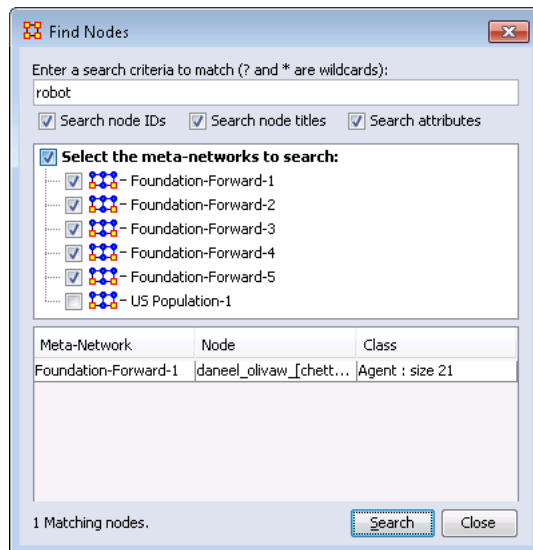 Find Nodes
Enter a search criteria to match (? and * are wildcards):
robot
Search node IDs Search node titles Search attributes
Select the meta-networks to search:
Foundation-Forward-1
Foundation-Forward-2
Foundation-Forward-3
Foundation-Forward-4
Foundation-Forward-5
US Population-1
Meta-Network Node Class
Foundation-Forward-1 daneel_olivaw_[chett... Agent : size 21
1 Matching nodes. Search Close